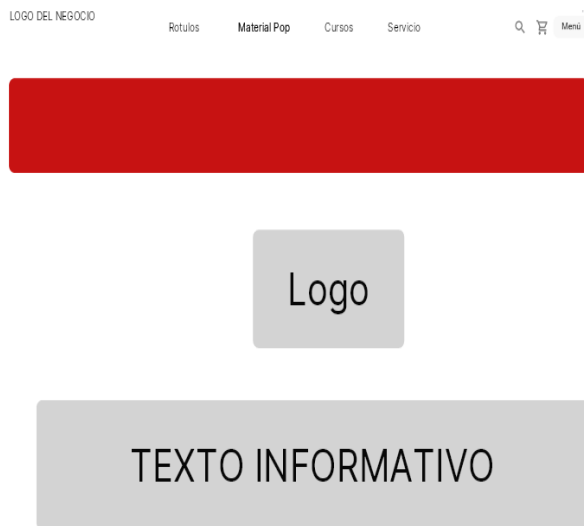 LOGO DEL NEGOCIO
Rotulos Material Pop Cursos Servicio Menú
Logo
TEXTO INFORMATIVO